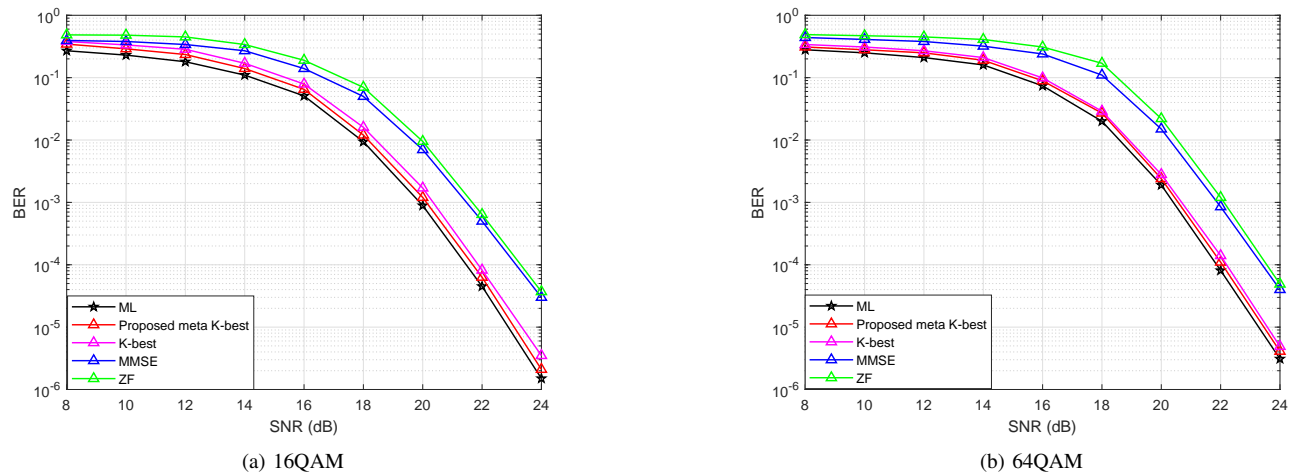 10^0
10^-1
10^-2
10^-3
10^-4
10^-5
10^-6
BER
ML
Proposed meta K-best
K-best
MMSE
ZF
8 10 12 14 16 18 20 22 24
SNR (dB)
(a) 16QAM
10^0
10^-1
10^-2
10^-3
10^-4
10^-5
10^-6
BER
ML
Proposed meta K-best
K-best
MMSE
ZF
8 10 12 14 16 18 20 22 24
SNR (dB)
(b) 64QAM